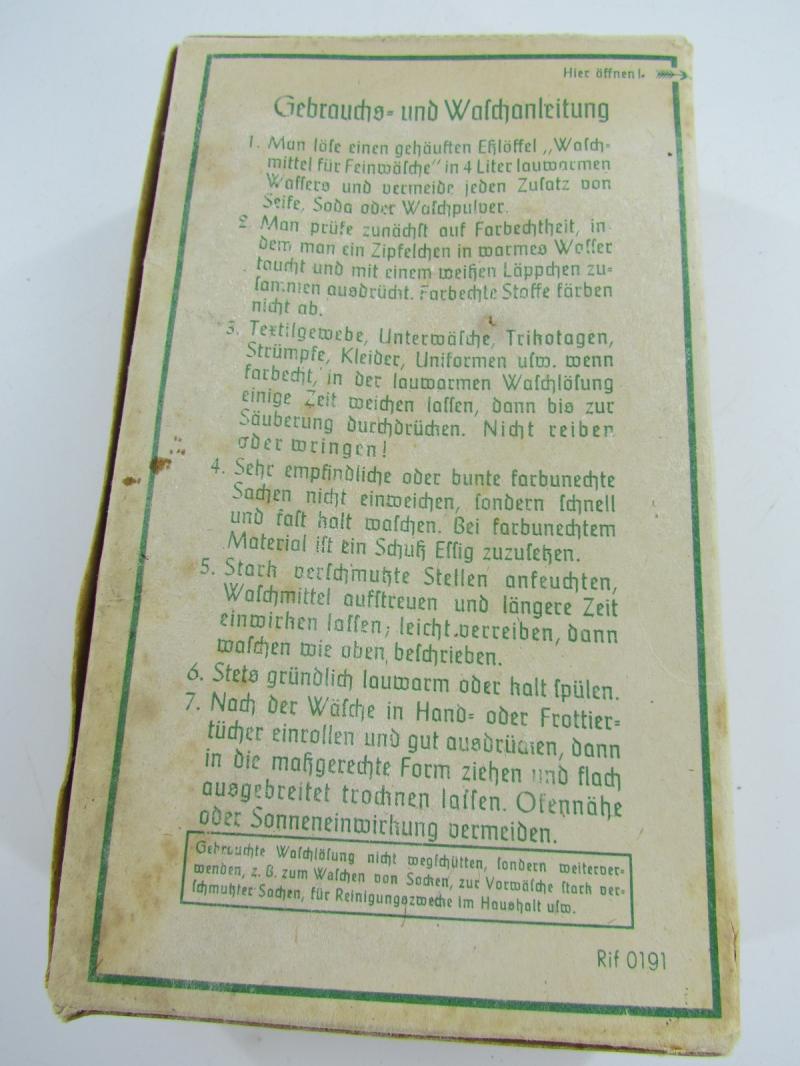 Hier öffnen!
Gebrauchs- und Waschanleitung
1. Man löse einen gehäuften Eßlöffel „Wasch-
mittel für Feinwäsche“ in 4 Liter lauwarmen
Wassers und vermeide jeden Zusatz von
Seife, Soda oder Waschpulver.
2. Man prüfe zunächst auf Farbechtheit, in-
dem man ein Zipfelchen in warmes Wasser
taucht und mit einem weißen Läppchen zu-
sammen ausdrückt. Farbechte Stoffe färben
nicht ab.
3. Textilgewebe, Unterwäsche, Trikotagen,
Strümpfe, Kleider, Uniformen usw. wenn
farbecht, in der lauwarmen Waschlösung
einige Zeit weichen lassen, dann bis zur
Säuberung durchdrücken. Nicht reiben
oder wringen!
4. Sehr empfindliche oder bunte farbunechte
Sachen nicht einweichen, sondern schnell
und fast kalt waschen. Bei farbunechtem
Material ist ein Schuß Essig zuzusetzen.
5. Stark verschmutzte Stellen anfeuchten,
Waschmittel aufstreuen und längere Zeit
einwirken lassen; leicht verreiben, dann
waschen wie oben beschrieben.
6. Stets gründlich lauwarm oder kalt spülen.
7. Nach der Wäsche in Hand- oder Frottier-
tücher einrollen und gut ausdrücken, dann
in die maßgerechte Form ziehen und flach
ausgebreitet trocknen lassen. Ofennähe
oder Sonneneinwirkung vermeiden.
Gebrauchte Waschlösung nicht wegschütten, sondern weiterver-
wenden, z. B. zum Waschen von Socken, zur Vorwäsche stark ver-
schmutzter Sachen, für Reinigungszwecke im Haushalt usw.
Rif 0191